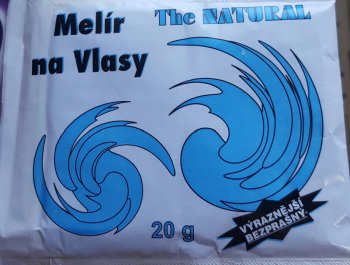 Melír
na Vlasy
The NATURAL
20 g
VÝRAZNĚJŠÍ
BEZPRAŠNÝ